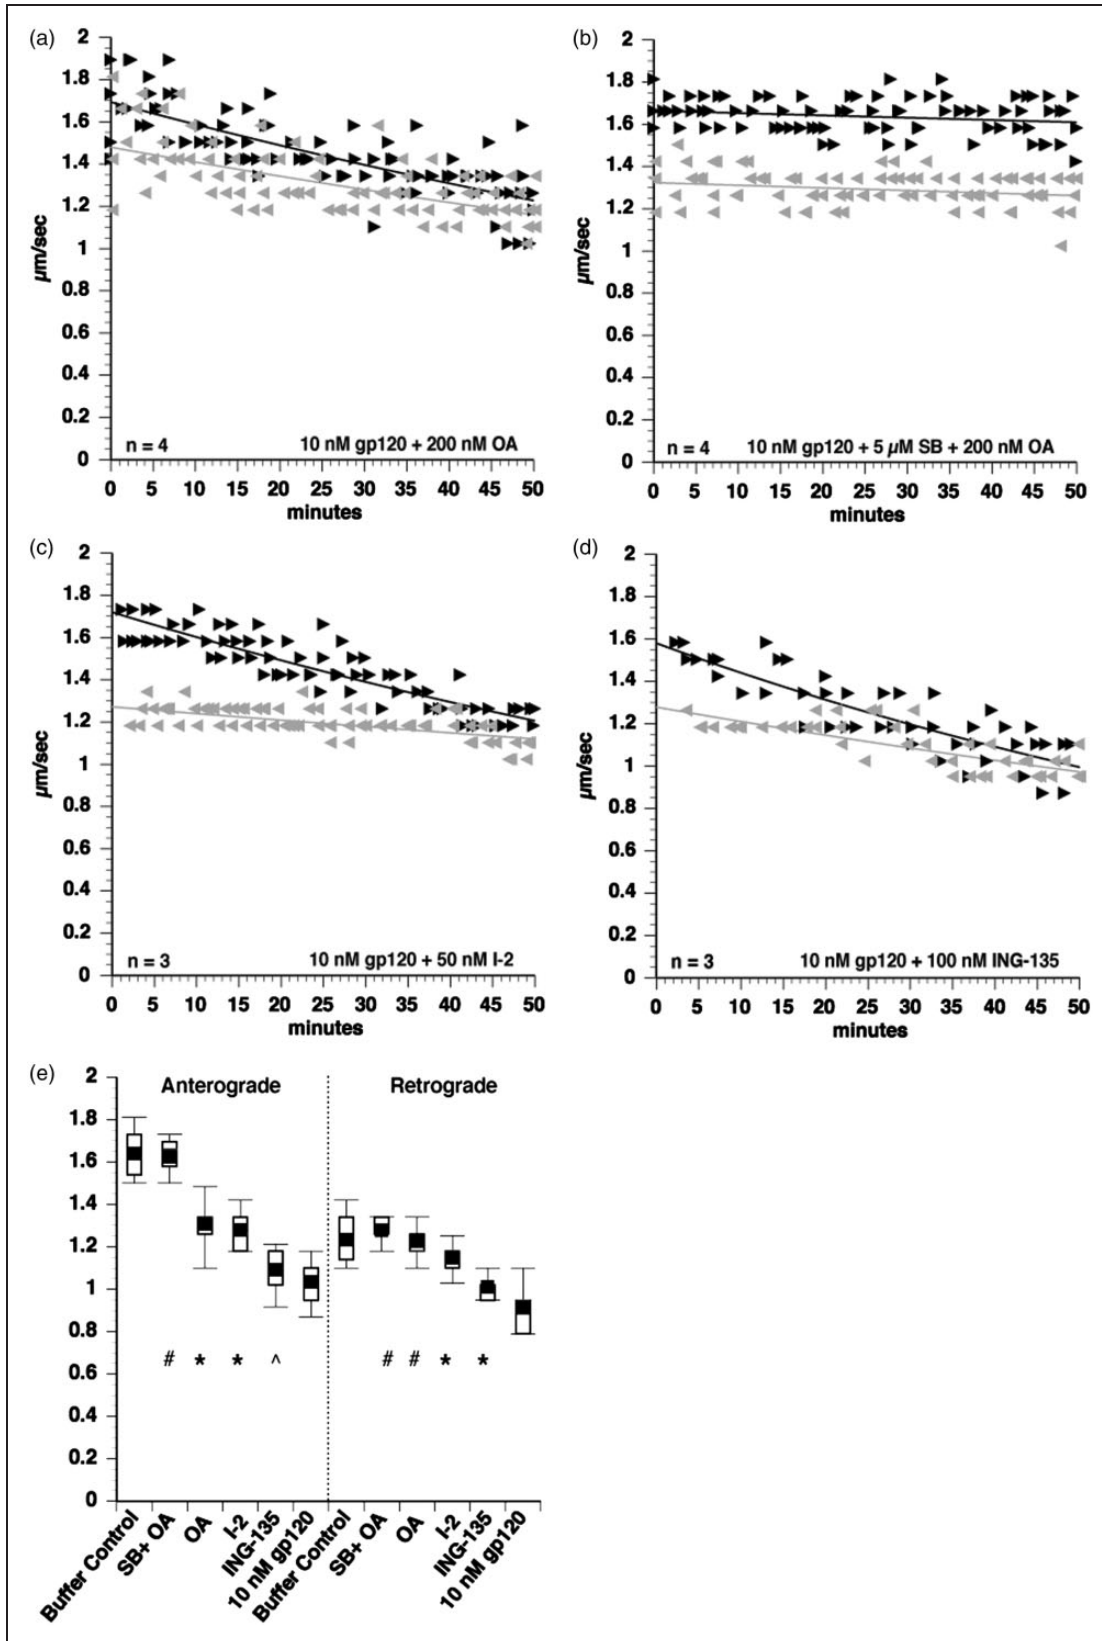 (a)
2
1.8
1.6
1.4
1.2
1
0.8
0.6
0.4
0.2
0
µm/sec
n = 4
10 nM gp120 + 200 nM OA
0 5 10 15 20 25 30 35 40 45 50
minutes
(b)
2
1.8
1.6
1.4
1.2
1
0.8
0.6
0.4
0.2
0
µm/sec
n = 4
10 nM gp120 + 5 µM SB + 200 nM OA
0 5 10 15 20 25 30 35 40 45 50
minutes
(c)
2
1.8
1.6
1.4
1.2
1
0.8
0.6
0.4
0.2
0
µm/sec
n = 3
10 nM gp120 + 50 nM I-2
0 5 10 15 20 25 30 35 40 45 50
minutes
(d)
2
1.8
1.6
1.4
1.2
1
0.8
0.6
0.4
0.2
0
µm/sec
n = 3
10 nM gp120 + 100 nM ING-135
0 5 10 15 20 25 30 35 40 45 50
minutes
(e)
2
1.8
1.6
1.4
1.2
1
0.8
0.6
0.4
0.2
0
Anterograde
Retrograde
# * * ^ # # * *
Buffer Control
SB+ OA
OA
I-2
ING-135
10 nM gp120
Buffer Control
SB+ OA
OA
I-2
ING-135
10 nM gp120